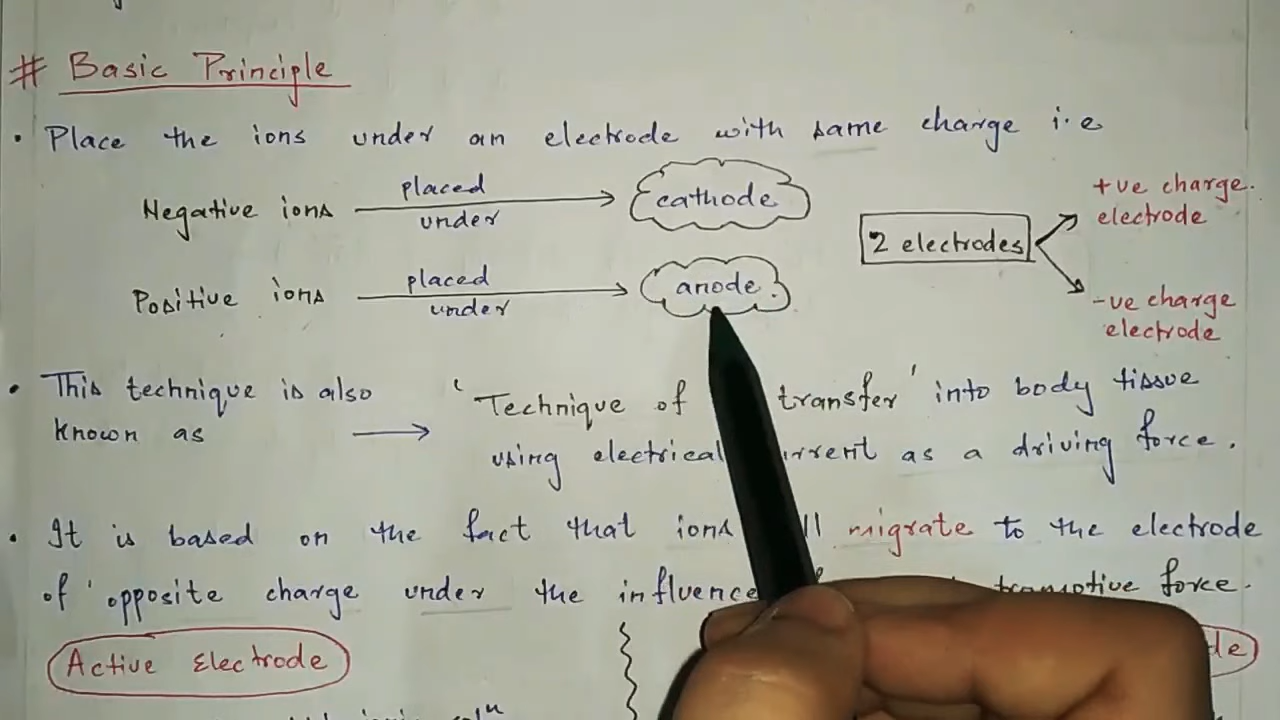 # Basic Principle
• Place the ions under an electrode with same charge i.e
Negative ions placed under → cathode
Positive ions placed under → anode.
2 electrodes
+ve charge.
electrode
-ve charge
electrode
• This technique is also
known as →
'Technique of transfer' into body tissue
using electrical as a driving force.
• It is based on the fact that ions migrate to the electrode
of opposite charge under the influence force.
Active Electrode